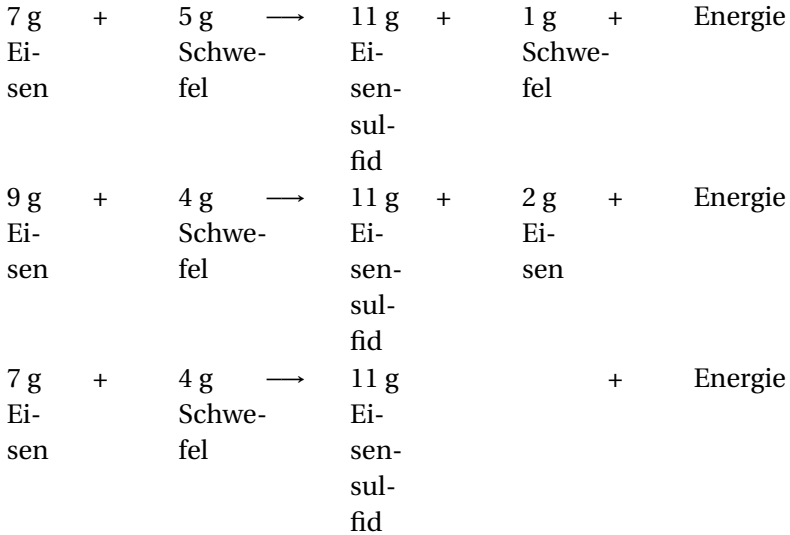 7 g + 5 g ⟶ 11 g + 1 g + Energie
Ei- Schwe- Ei- Schwe-
sen fel sen- fel
sul-
fid
9 g + 4 g ⟶ 11 g + 2 g + Energie
Ei- Schwe- Ei- Ei-
sen fel sen- sen
sul-
fid
7 g + 4 g ⟶ 11 g + Energie
Ei- Schwe- Ei-
sen fel sen-
sul-
fid